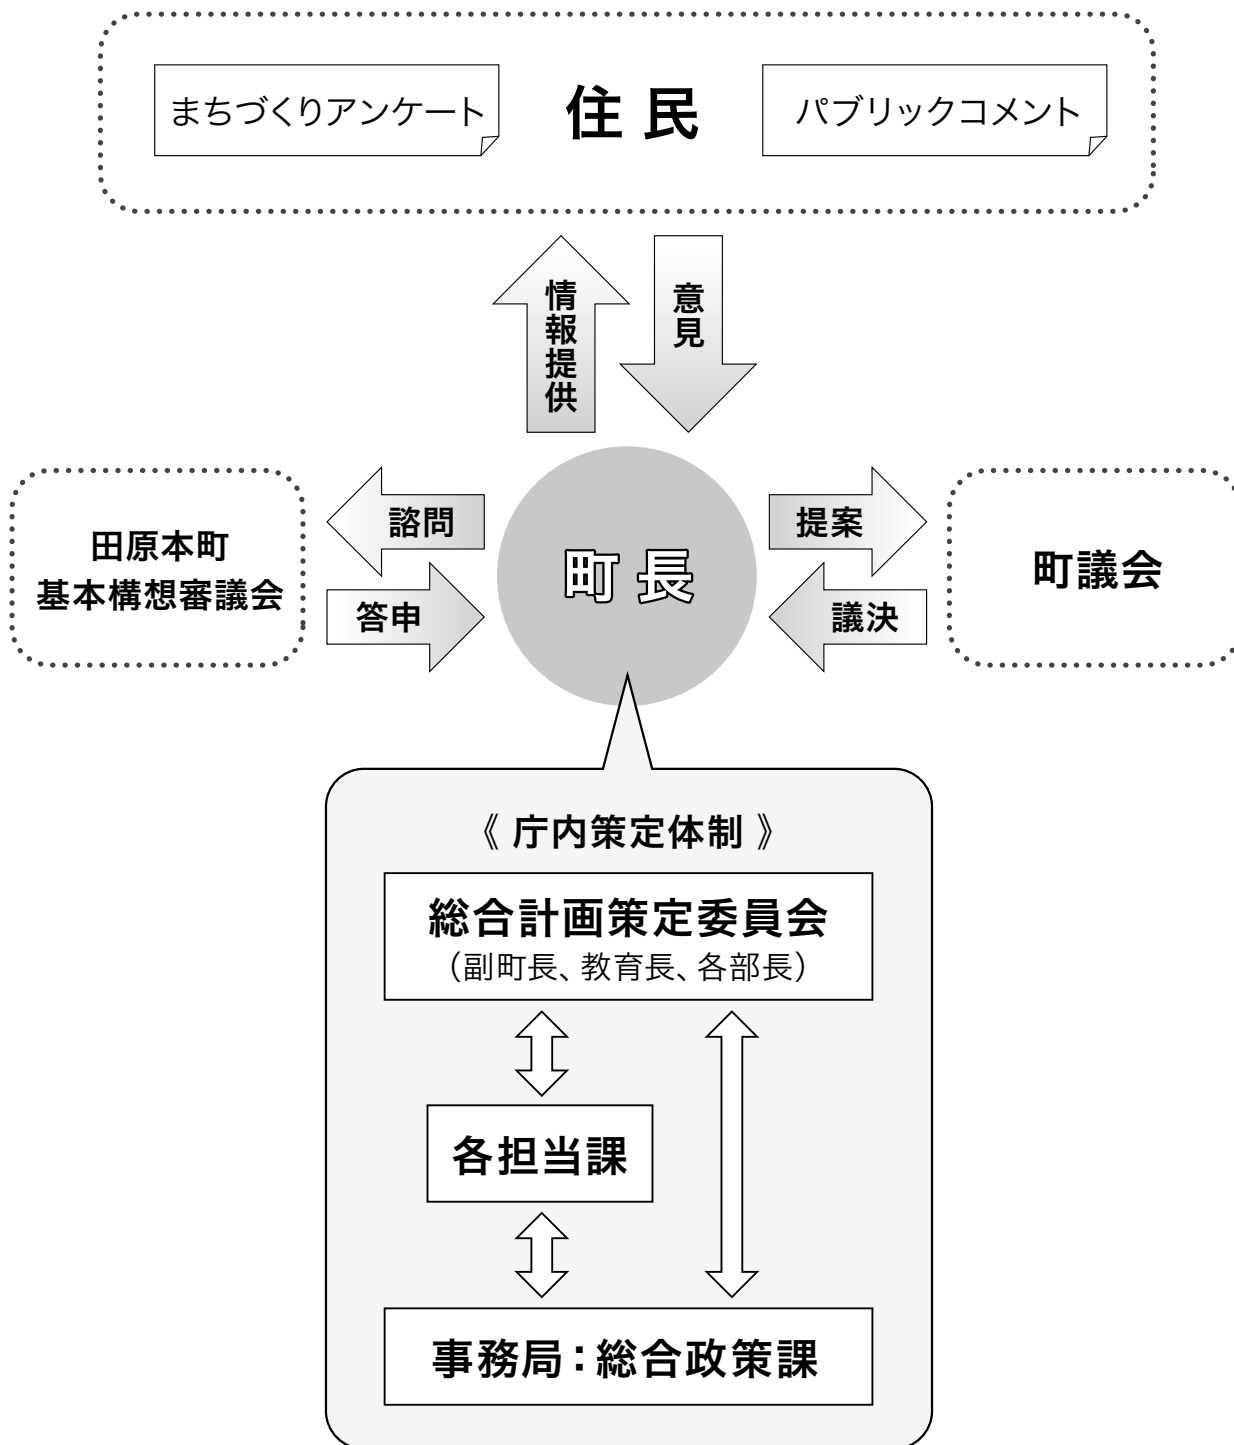 まちづくりアンケート
住民
パブリックコメント
情報提供
意見
田原本町
基本構想審議会
諮問
答申
町長
提案
議決
町議会
《庁内策定体制》
総合計画策定委員会
（副町長、教育長、各部長）
各担当課
事務局：総合政策課